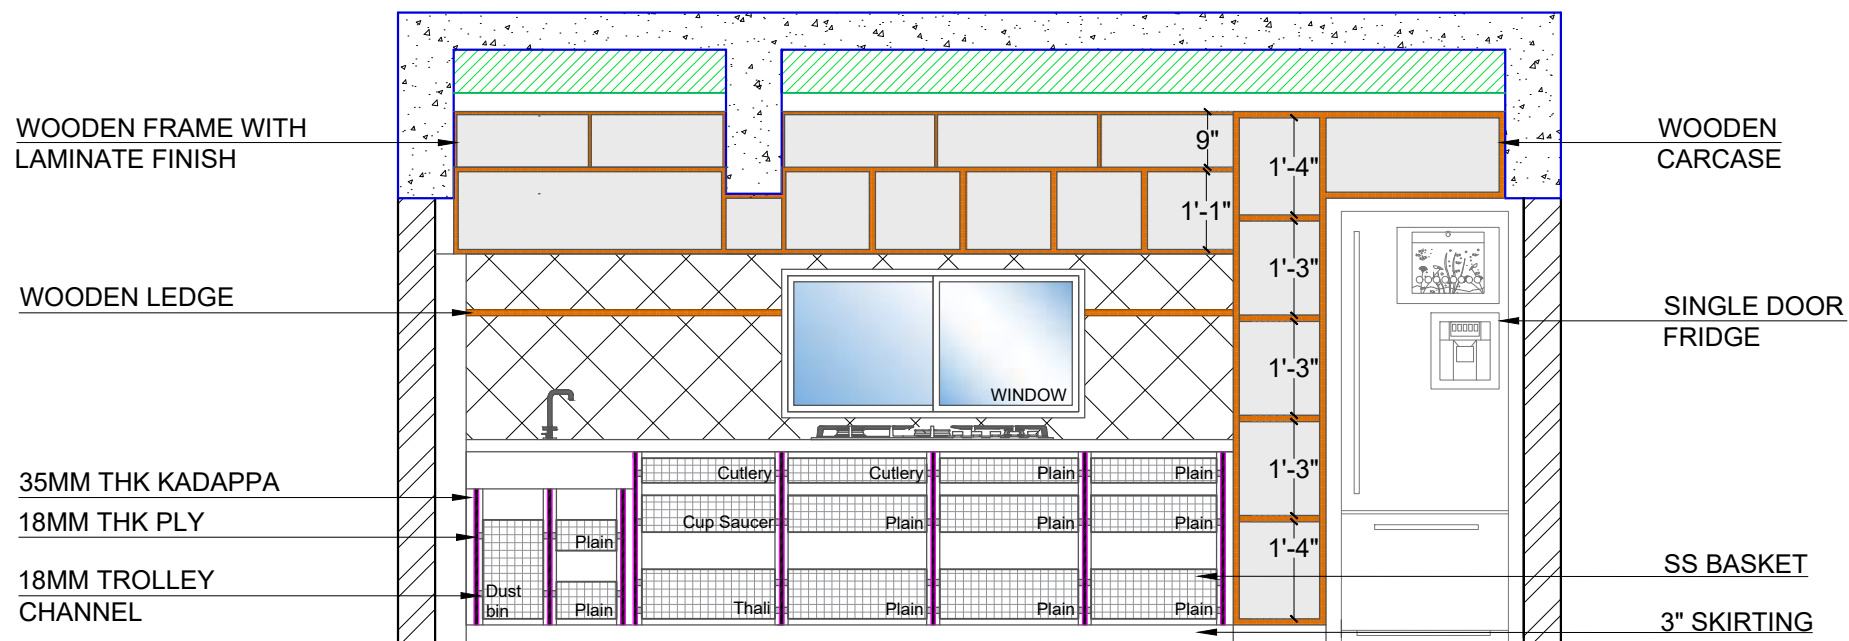 WOODEN FRAME WITH
LAMINATE FINISH
9"
1'-4"
WOODEN
CARCASE
1'-1"
1'-3"
WOODEN LEDGE
SINGLE DOOR
FRIDGE
1'-3"
WINDOW
1'-3"
35MM THK KADAPPA
Cutlery
Cutlery
Plain
Plain
18MM THK PLY
Cup Saucer
Plain
Plain
Plain
Plain
1'-4"
SS BASKET
18MM TROLLEY
CHANNEL
Dust
bin
Plain
Thali
Plain
Plain
Plain
3" SKIRTING